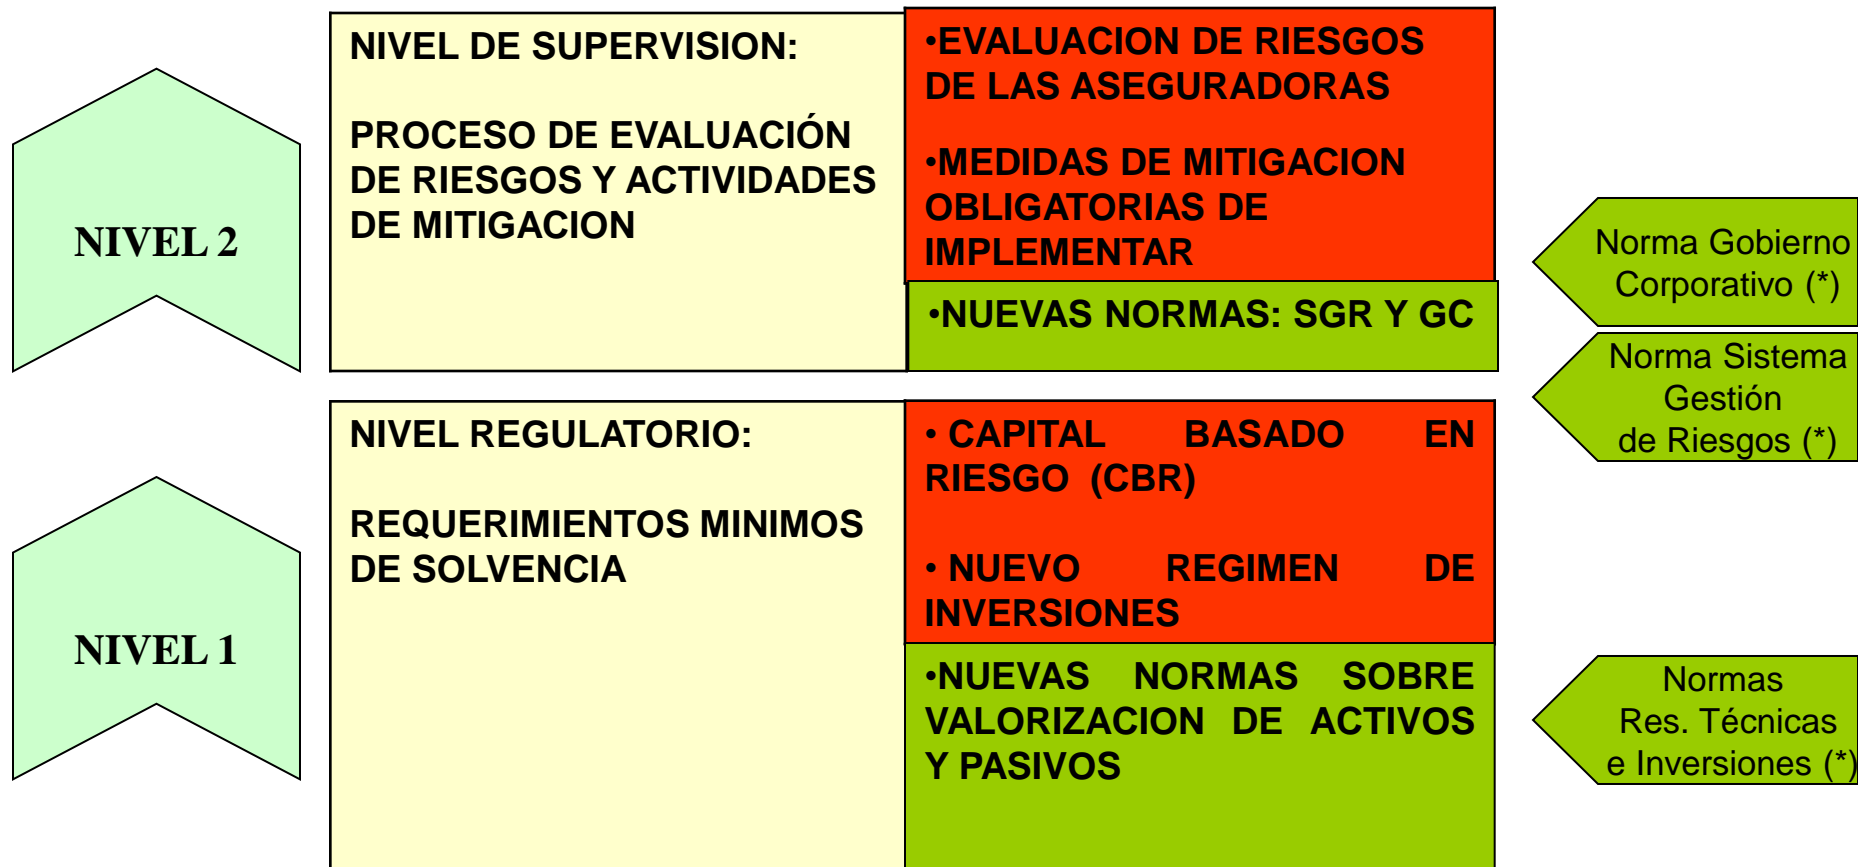 NIVEL 2
NIVEL DE SUPERVISION:
PROCESO DE EVALUACIÓN
DE RIESGOS Y ACTIVIDADES
DE MITIGACION
•EVALUACION DE RIESGOS
DE LAS ASEGURADORAS
•MEDIDAS DE MITIGACION
OBLIGATORIAS DE
IMPLEMENTAR
•NUEVAS NORMAS: SGR Y GC
Norma Gobierno
Corporativo (*)
Norma Sistema
Gestión
de Riesgos (*)
NIVEL 1
NIVEL REGULATORIO:
REQUERIMIENTOS MINIMOS
DE SOLVENCIA
• CAPITAL BASADO EN
RIESGO (CBR)
• NUEVO REGIMEN DE
INVERSIONES
•NUEVAS NORMAS SOBRE
VALORIZACION DE ACTIVOS
Y PASIVOS
Normas
Res. Técnicas
e Inversiones (*)